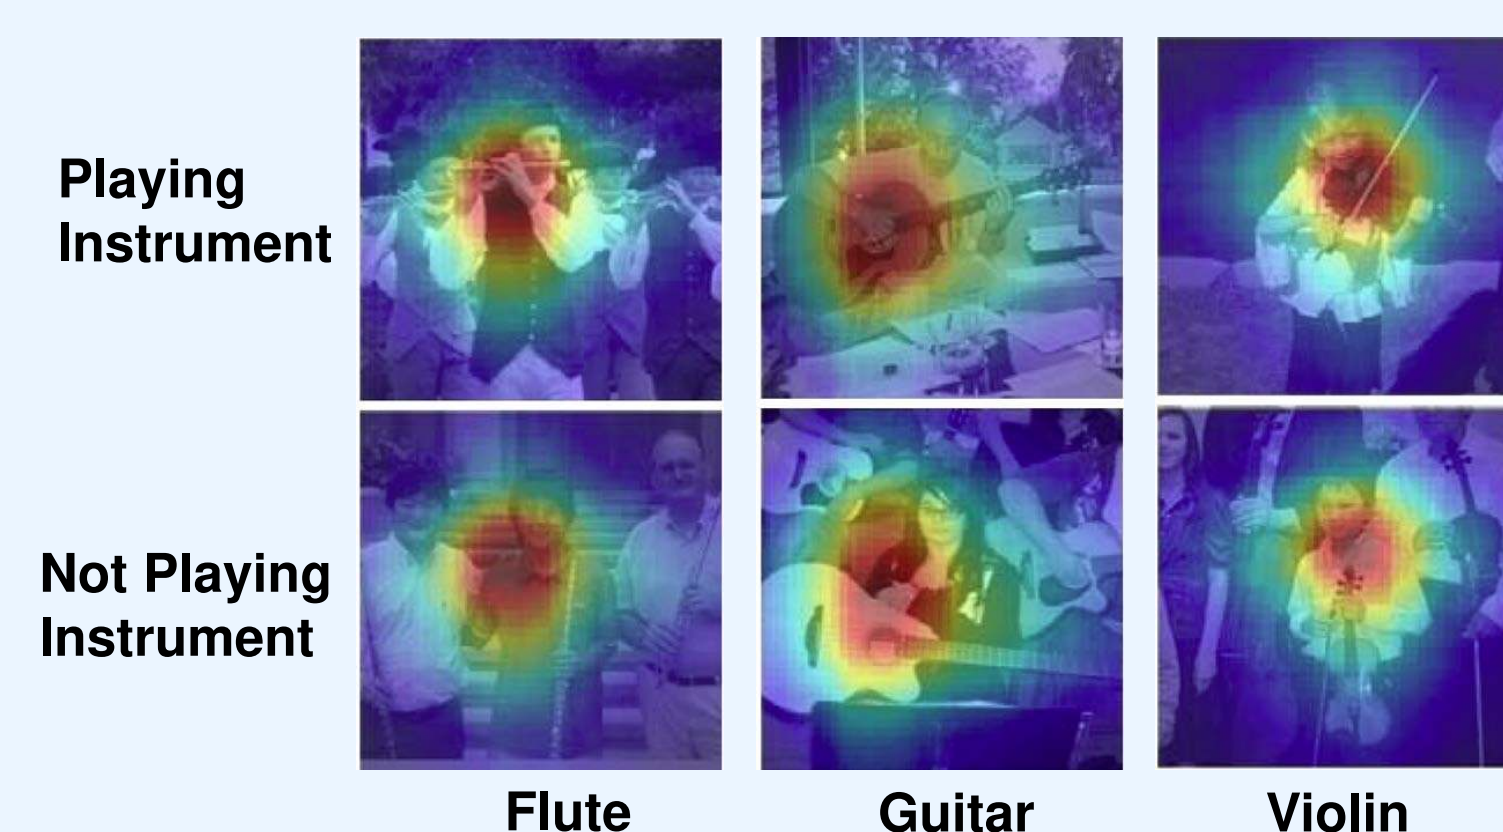 Playing
Instrument
Not Playing
Instrument
Flute
Guitar
Violin